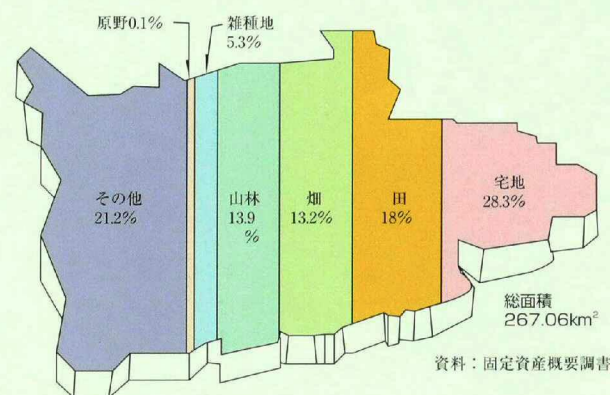 原野0.1%
雑種地
5.3%
その他
21.2%
山林
13.9
%
畑
13.2%
田
18%
宅地
28.3%
総面積
267.06km²
資料：固定資産概要調書